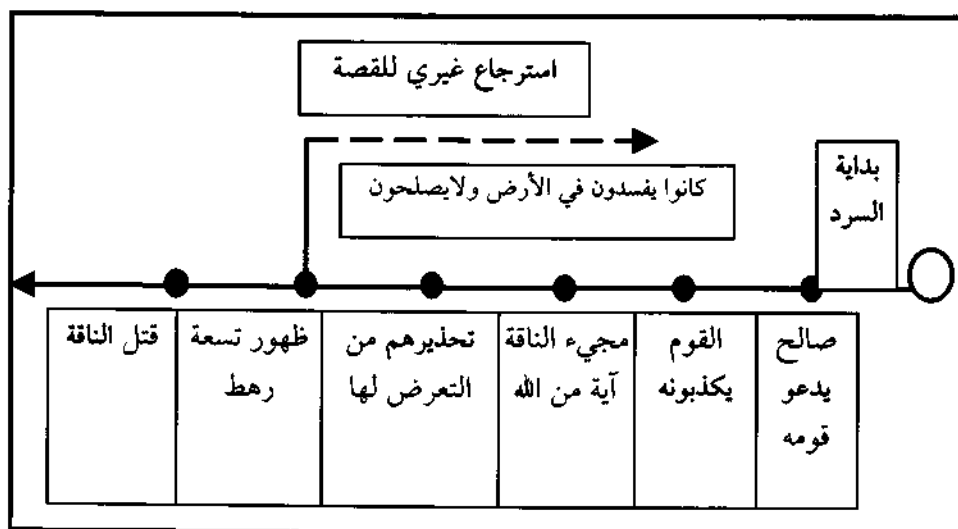 استرجاع غيري للقصة
بداية
السرد
كانوا يفسدون في الأرض ولايصلحون
صالح
يدعو
قومه
القوم
يكذبونه
مجيء الناقة
آية من الله
تحذيرهم من
التعرض لها
ظهور تسعة
رهط
قتل الناقة